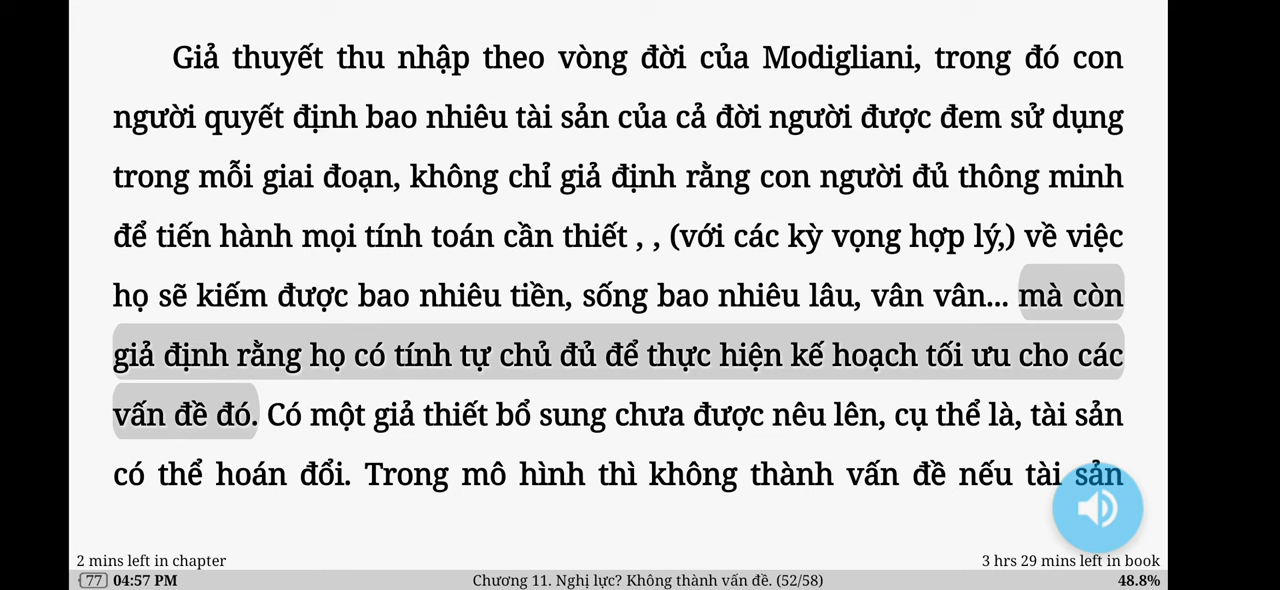 Giả thuyết thu nhập theo vòng đời của Modigliani, trong đó con
người quyết định bao nhiêu tài sản của cả đời người được đem sử dụng
trong mỗi giai đoạn, không chỉ giả định rằng con người đủ thông minh
để tiến hành mọi tính toán cần thiết , , (với các kỳ vọng hợp lý,) về việc
họ sẽ kiếm được bao nhiêu tiền, sống bao nhiêu lâu, vân vân... mà còn
giả định rằng họ có tính tự chủ đủ để thực hiện kế hoạch tối ưu cho các
vấn đề đó. Có một giả thiết bổ sung chưa được nêu lên, cụ thể là, tài sản
có thể hoán đổi. Trong mô hình thì không thành vấn đề nếu tài sản
2 mins left in chapter 3 hrs 29 mins left in book
77 04:57 PM Chương 11. Nghị lực? Không thành vấn đề. (52/58) 48.8%